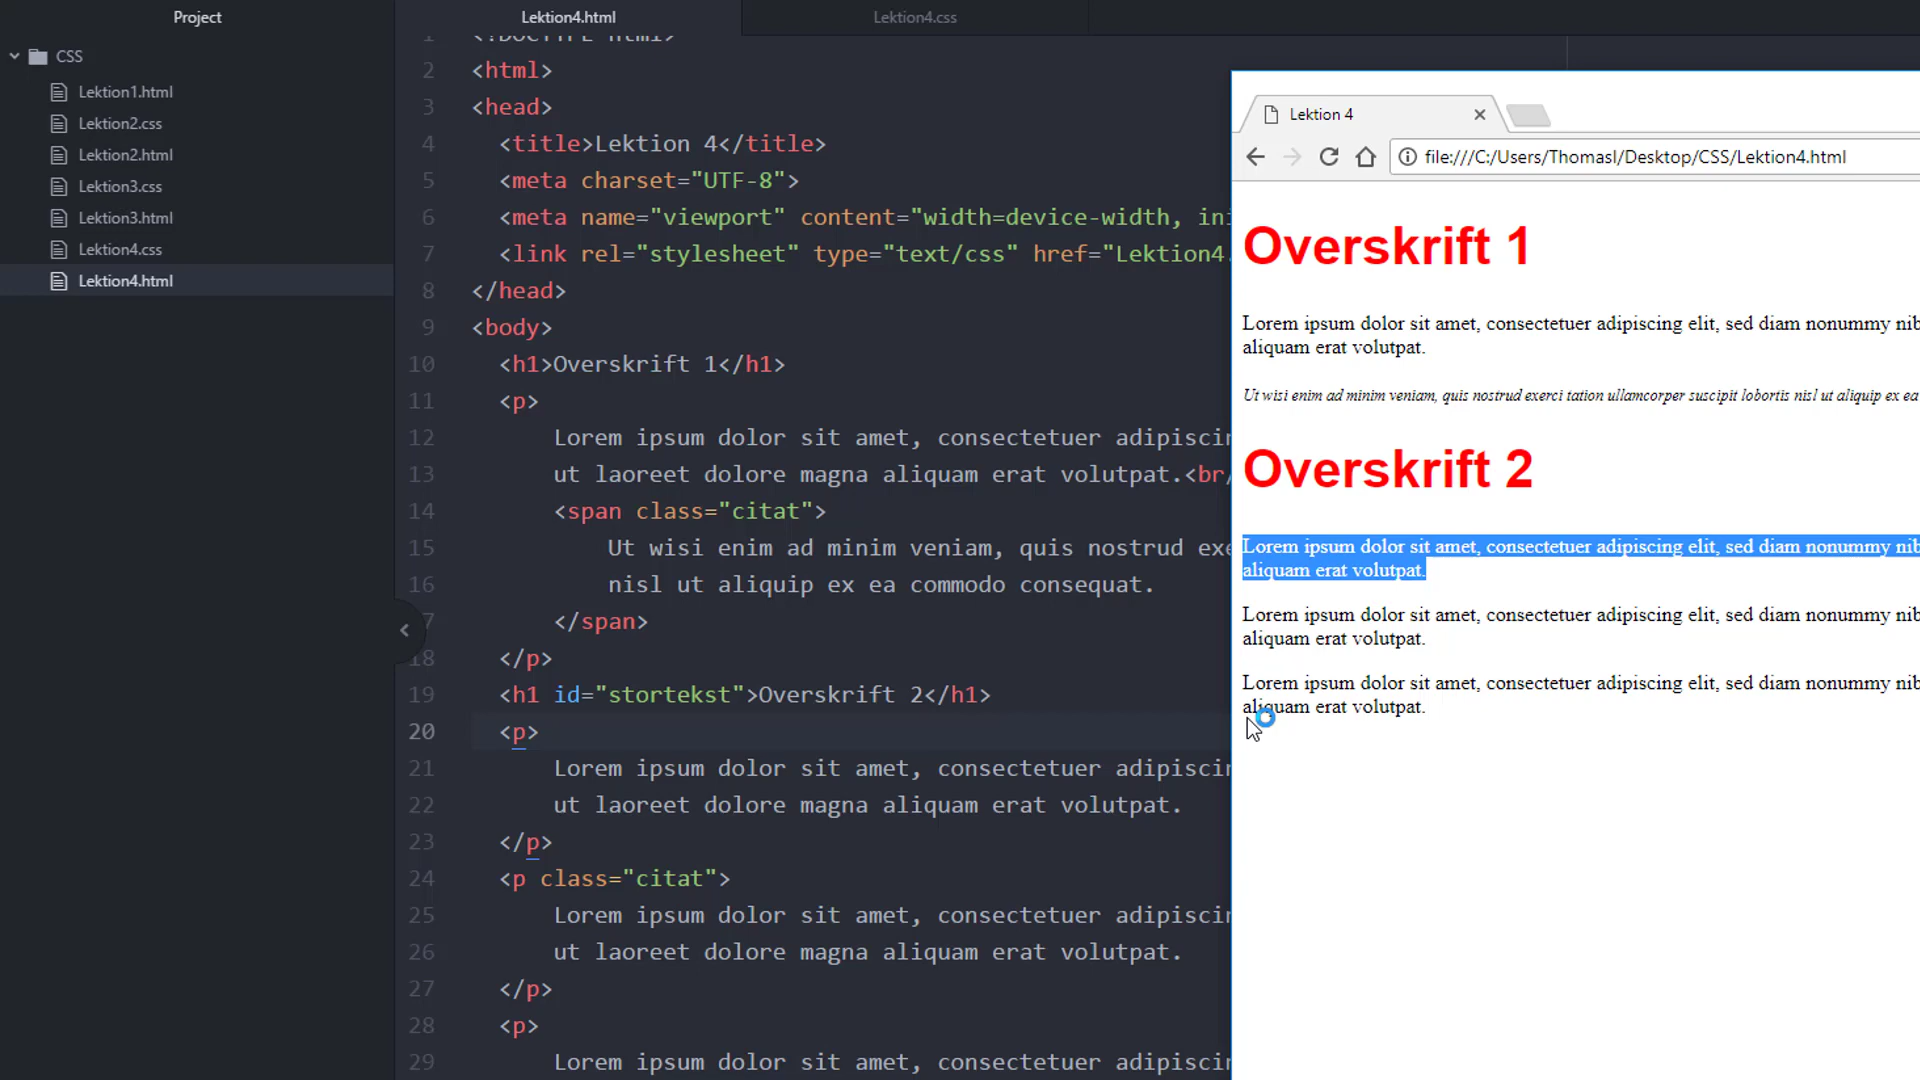 Project
CSS
Lektion1.html
Lektion2.css
Lektion2.html
Lektion3.css
Lektion3.html
Lektion4.css
Lektion4.html
Lektion4.html
Lektion4.css
1 <!DOCTYPE html>
2 <html>
3 <head>
4 <title>Lektion 4</title>
5 <meta charset="UTF-8">
6 <meta name="viewport" content="width=device-width, ini
7 <link rel="stylesheet" type="text/css" href="Lektion4.
8 </head>
9 <body>
10 <h1>Overskrift 1</h1>
11 <p>
12 Lorem ipsum dolor sit amet, consectetuer adipiscin
13 ut laoreet dolore magna aliquam erat volutpat.<br/
14 <span class="citat">
15 Ut wisi enim ad minim veniam, quis nostrud exe
16 nisl ut aliquip ex ea commodo consequat.
7 </span>
18 </p>
19 <h1 id="stortekst">Overskrift 2</h1>
20 <p>
21 Lorem ipsum dolor sit amet, consectetuer adipiscin
22 ut laoreet dolore magna aliquam erat volutpat.
23 </p>
24 <p class="citat">
25 Lorem ipsum dolor sit amet, consectetuer adipiscin
26 ut laoreet dolore magna aliquam erat volutpat.
27 </p>
28 <p>
29 Lorem ipsum dolor sit amet, consectetuer adipiscin
Lektion 4
file:///C:/Users/Thomasl/Desktop/CSS/Lektion4.html
Overskrift 1
Lorem ipsum dolor sit amet, consectetuer adipiscing elit, sed diam nonummy nib
aliquam erat volutpat.
Ut wisi enim ad minim veniam, quis nostrud exerci tation ullamcorper suscipit lobortis nisl ut aliquip ex ea
Overskrift 2
Lorem ipsum dolor sit amet, consectetuer adipiscing elit, sed diam nonummy nib
aliquam erat volutpat.
Lorem ipsum dolor sit amet, consectetuer adipiscing elit, sed diam nonummy nib
aliquam erat volutpat.
Lorem ipsum dolor sit amet, consectetuer adipiscing elit, sed diam nonummy nib
aliquam erat volutpat.